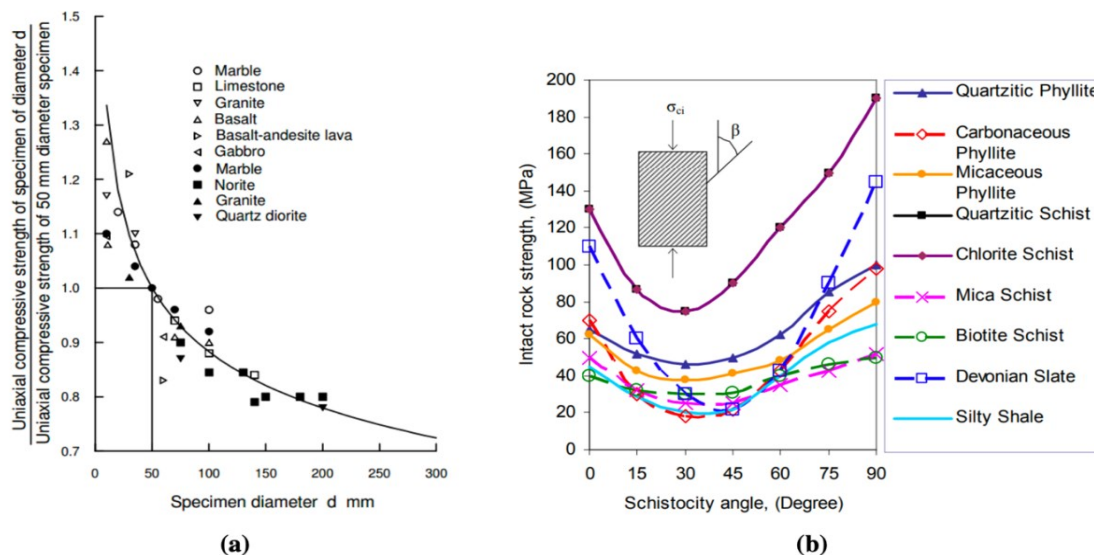 Uniaxial compressive strength of specimen of diameter d
Uniaxial compressive strength of 50 mm diameter specimen
1.5
1.4
1.3
1.2
1.1
1.0
0.9
0.8
0.7
Marble
Limestone
Granite
Basalt
Basalt-andesite lava
Gabbro
Marble
Norite
Granite
Quartz diorite
0 50 100 150 200 250 300
Specimen diameter d mm
(a)
Intact rock strength, (MPa)
200
180
160
140
120
100
80
60
40
20
0
σci
β
0 15 30 45 60 75 90
Schistocity angle, (Degree)
Quartzitic Phyllite
Carbonaceous
Phyllite
Micaceous
Phyllite
Quartzitic Schist
Chlorite Schist
Mica Schist
Biotite Schist
Devonian Slate
Silty Shale
(b)